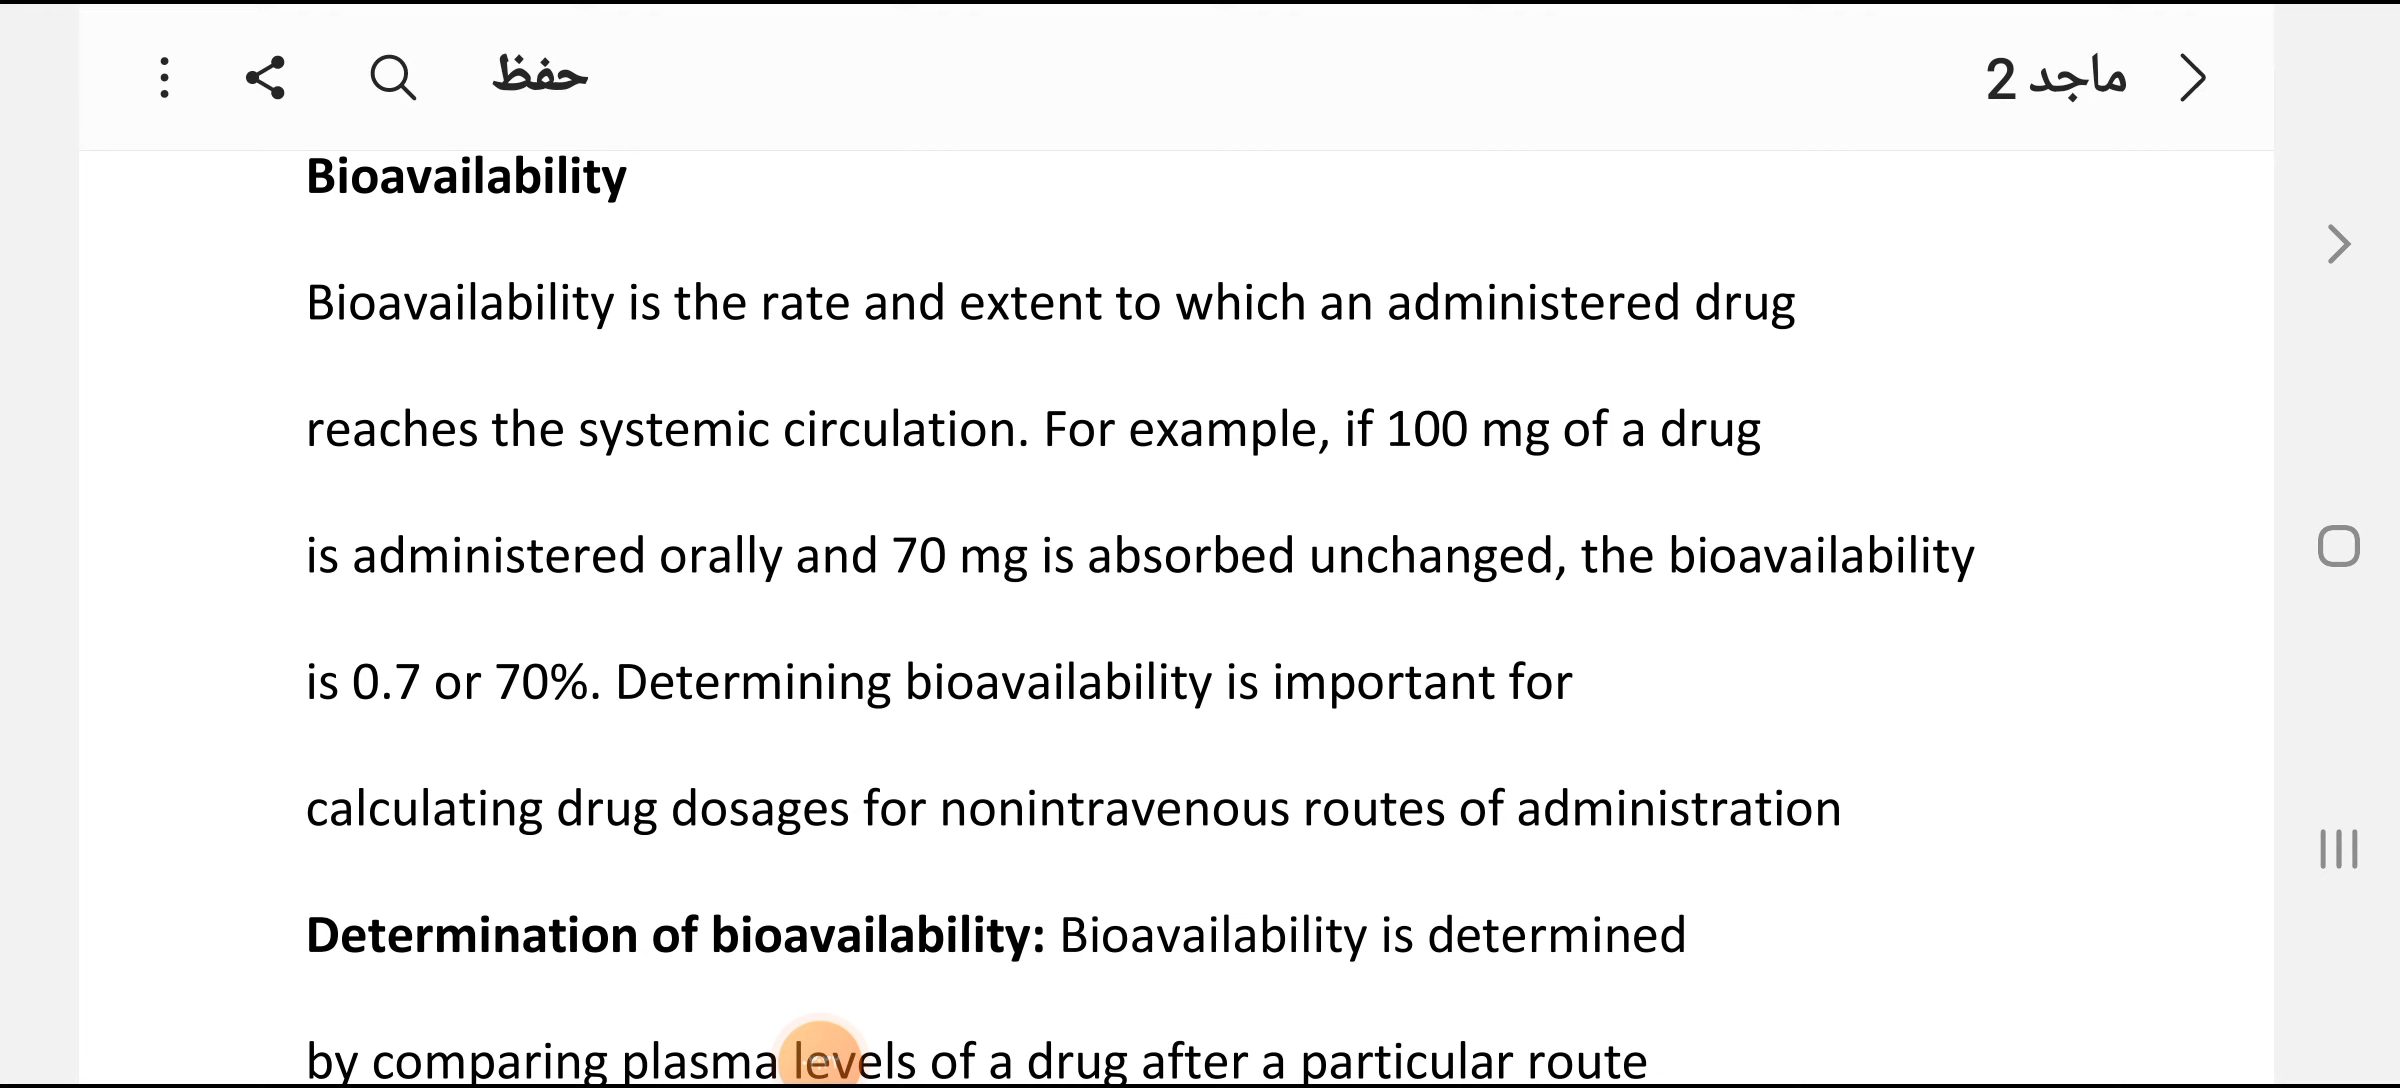 ماجد 2
حفظ
Bioavailability
Bioavailability is the rate and extent to which an administered drug
reaches the systemic circulation. For example, if 100 mg of a drug
is administered orally and 70 mg is absorbed unchanged, the bioavailability
is 0.7 or 70%. Determining bioavailability is important for
calculating drug dosages for nonintravenous routes of administration
Determination of bioavailability: Bioavailability is determined
by comparing plasma levels of a drug after a particular route